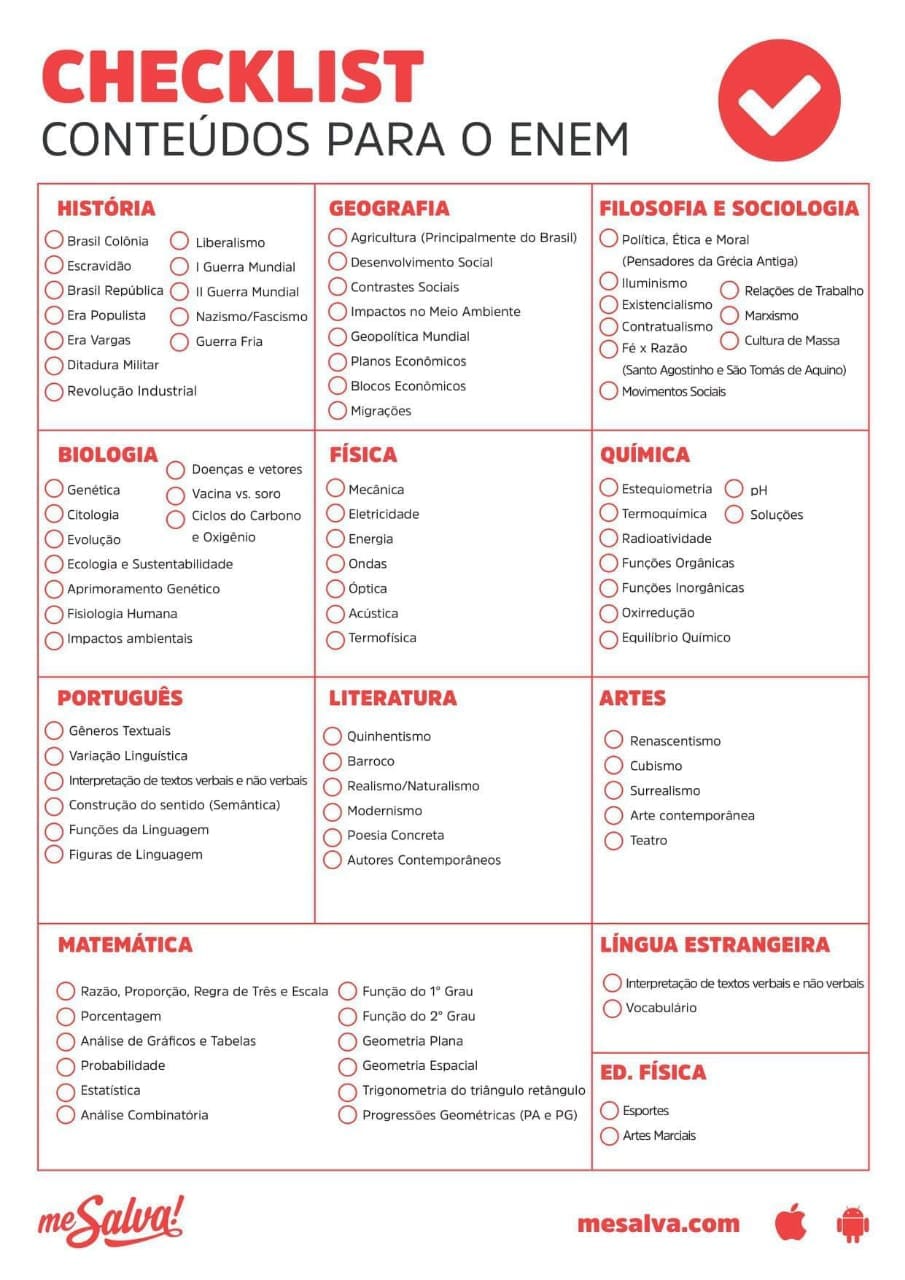 CHECKLIST
CONTEÚDOS PARA O ENEM
HISTÓRIA
Brasil Colônia
Escravidão
Brasil República
Era Populista
Era Vargas
Ditadura Militar
Revolução Industrial
Liberalismo
I Guerra Mundial
II Guerra Mundial
Nazismo/Fascismo
Guerra Fria
GEOGRAFIA
Agricultura (Principalmente do Brasil)
Desenvolvimento Social
Contrastes Sociais
Impactos no Meio Ambiente
Geopolítica Mundial
Planos Econômicos
Blocos Econômicos
Migrações
FILOSOFIA E SOCIOLOGIA
Política, Ética e Moral
(Pensadores da Grécia Antiga)
Iluminismo
Existencialismo
Contratualismo
Fé x Razão
(Santo Agostinho e São Tomás de Aquino)
Movimentos Sociais
Relações de Trabalho
Marxismo
Cultura de Massa
BIOLOGIA
Genética
Citologia
Evolução
Ecologia e Sustentabilidade
Aprimoramento Genético
Fisiologia Humana
Impactos ambientais
Doenças e vetores
Vacina vs. soro
Ciclos do Carbono
e Oxigênio
FÍSICA
Mecânica
Eletricidade
Energia
Ondas
Óptica
Acústica
Termofísica
QUÍMICA
Estequiometria
Termoquímica
Radioatividade
Funções Orgânicas
Funções Inorgânicas
Oxirredução
Equilíbrio Químico
pH
Soluções
PORTUGUÊS
Gêneros Textuais
Variação Linguística
Interpretação de textos verbais e não verbais
Construção do sentido (Semântica)
Funções da Linguagem
Figuras de Linguagem
LITERATURA
Quinhentismo
Barroco
Realismo/Naturalismo
Modernismo
Poesia Concreta
Autores Contemporâneos
ARTES
Renascentismo
Cubismo
Surrealismo
Arte contemporânea
Teatro
MATEMÁTICA
Razão, Proporção, Regra de Três e Escala
Porcentagem
Análise de Gráficos e Tabelas
Probabilidade
Estatística
Análise Combinatória
Função do 1° Grau
Função do 2° Grau
Geometria Plana
Geometria Espacial
Trigonometria do triângulo retângulo
Progressões Geométricas (PA e PG)
LÍNGUA ESTRANGEIRA
Interpretação de textos verbais e não verbais
Vocabulário
ED. FÍSICA
Esportes
Artes Marciais
me Salva!
mesalva.com